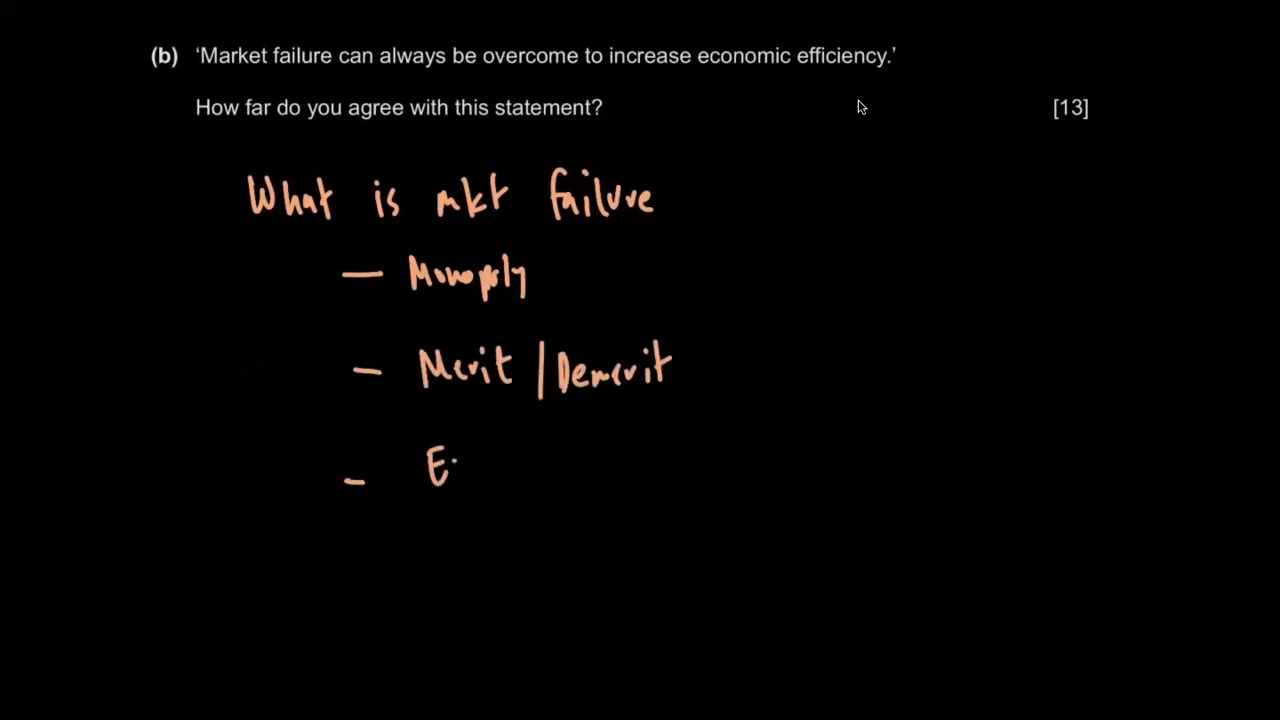 (b) ‘Market failure can always be overcome to increase economic efficiency.’
How far do you agree with this statement? [13]
What is mkt failure
— Monopoly
- Merit / Demerit
- E